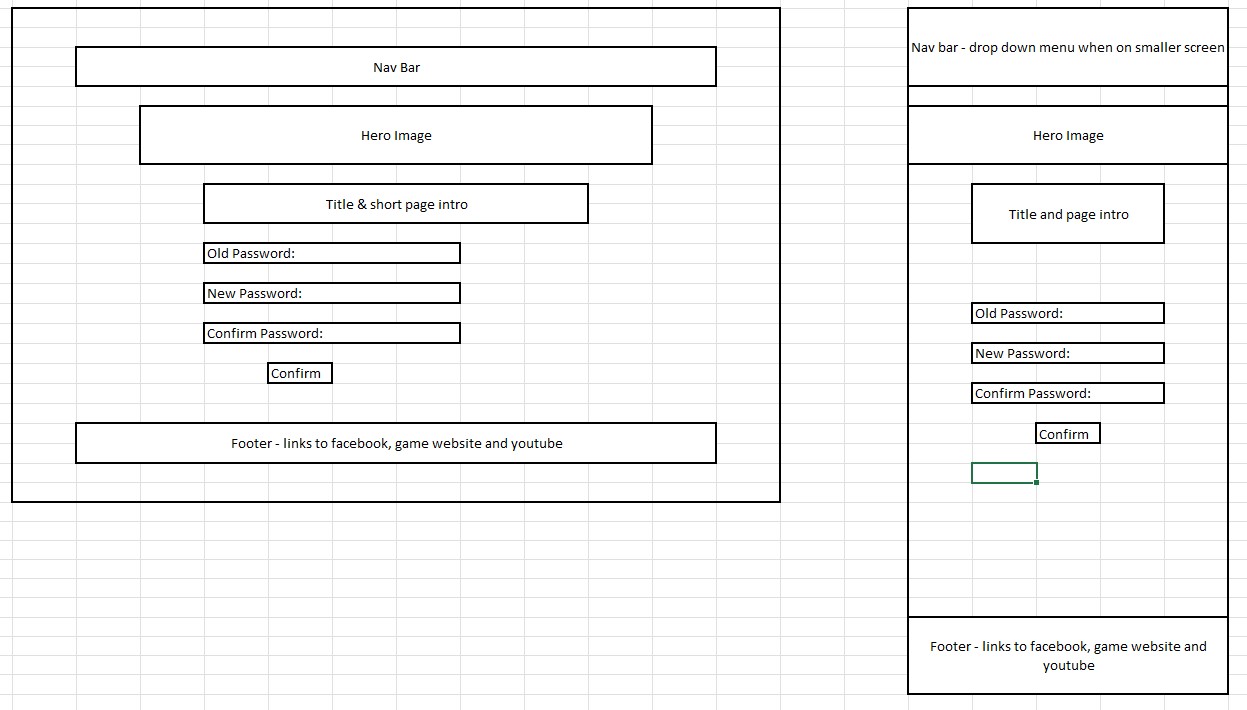 Nav Bar
Hero Image
Title & short page intro
Old Password:
New Password:
Confirm Password:
Confirm
Footer - links to facebook, game website and youtube
Nav bar - drop down menu when on smaller screen
Hero Image
Title and page intro
Old Password:
New Password:
Confirm Password:
Confirm
Footer - links to facebook, game website and
youtube